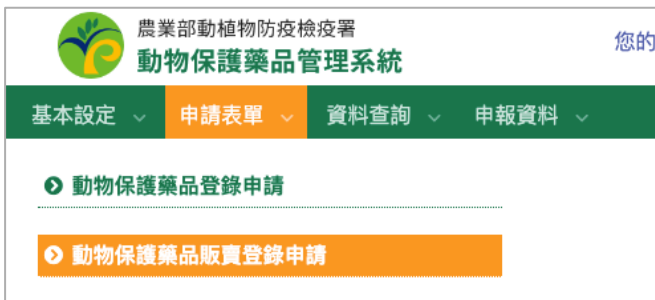 農業部動植物防疫檢疫署
您的
動物保護藥品管理系統
基本設定 申請表單 資料查詢 申報資料
動物保護藥品登錄申請
動物保護藥品販賣登錄申請